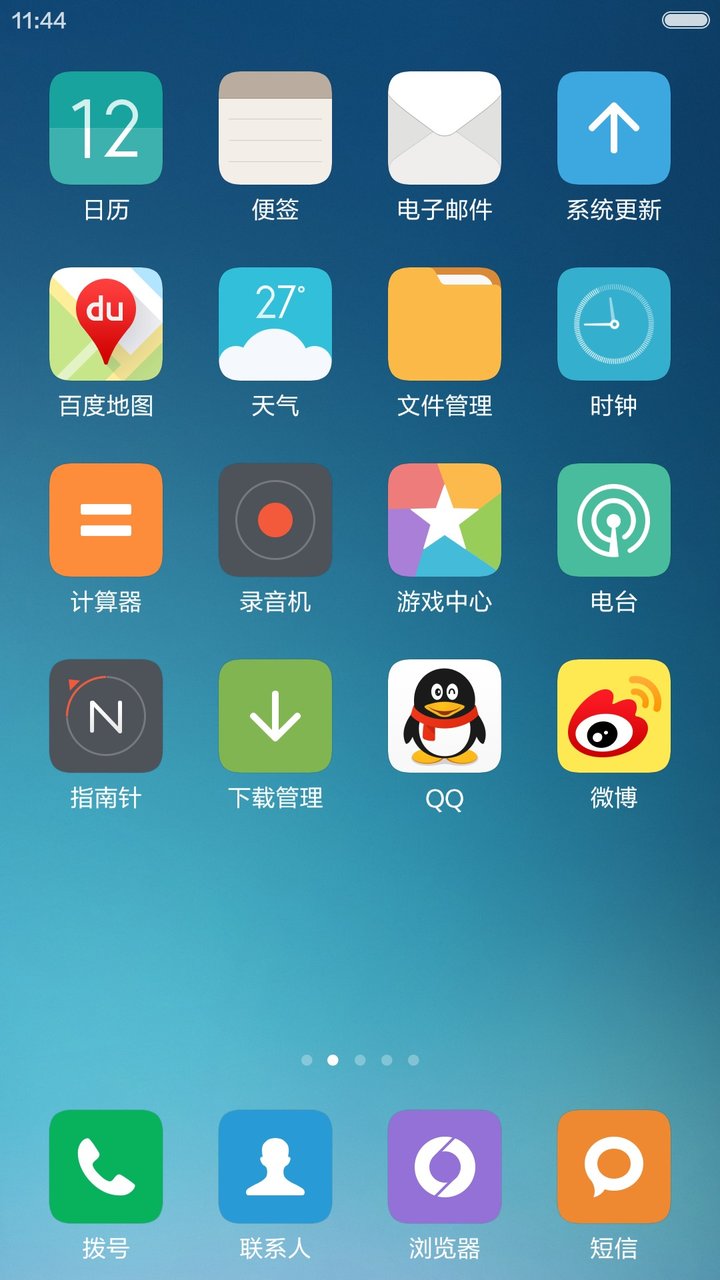 11:44
12
日历
便签
电子邮件
系统更新
du
百度地图
27°
天气
文件管理
时钟
计算器
录音机
游戏中心
电台
N
指南针
下载管理
QQ
微博
拨号
联系人
浏览器
短信